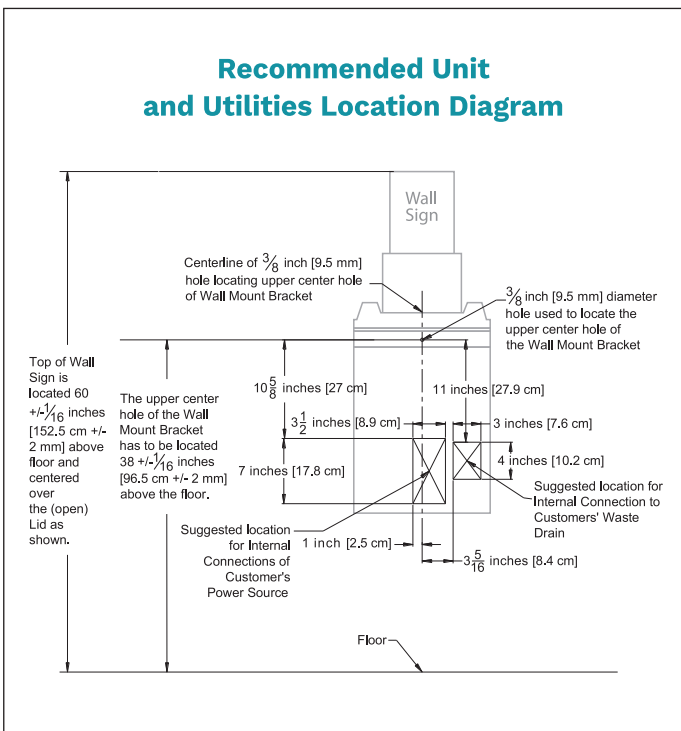 Recommended Unit
and Utilities Location Diagram
Wall
Sign
Centerline of 3/8 inch [9.5 mm]
hole locating upper center hole
of Wall Mount Bracket
3/8 inch [9.5 mm] diameter
hole used to locate the
upper center hole of
the Wall Mount Bracket
Top of Wall
Sign is
located 60
+/-1/16 inches
[152.5 cm +/-
2 mm] above
floor and
centered
over
the (open)
Lid as
shown.
The upper center
hole of the Wall
Mount Bracket
has to be located
38 +/-1/16 inches
[96.5 cm +/- 2 mm]
above the floor.
10 5/8 inches [27 cm]
11 inches [27.9 cm]
3 1/2 inches [8.9 cm]
3 inches [7.6 cm]
7 inches [17.8 cm]
4 inches [10.2 cm]
Suggested location for
Internal Connection to
Customers' Waste
Drain
Suggested location
for Internal
Connections of
Customer's
Power Source
1 inch [2.5 cm]
3 5/16 inches [8.4 cm]
Floor